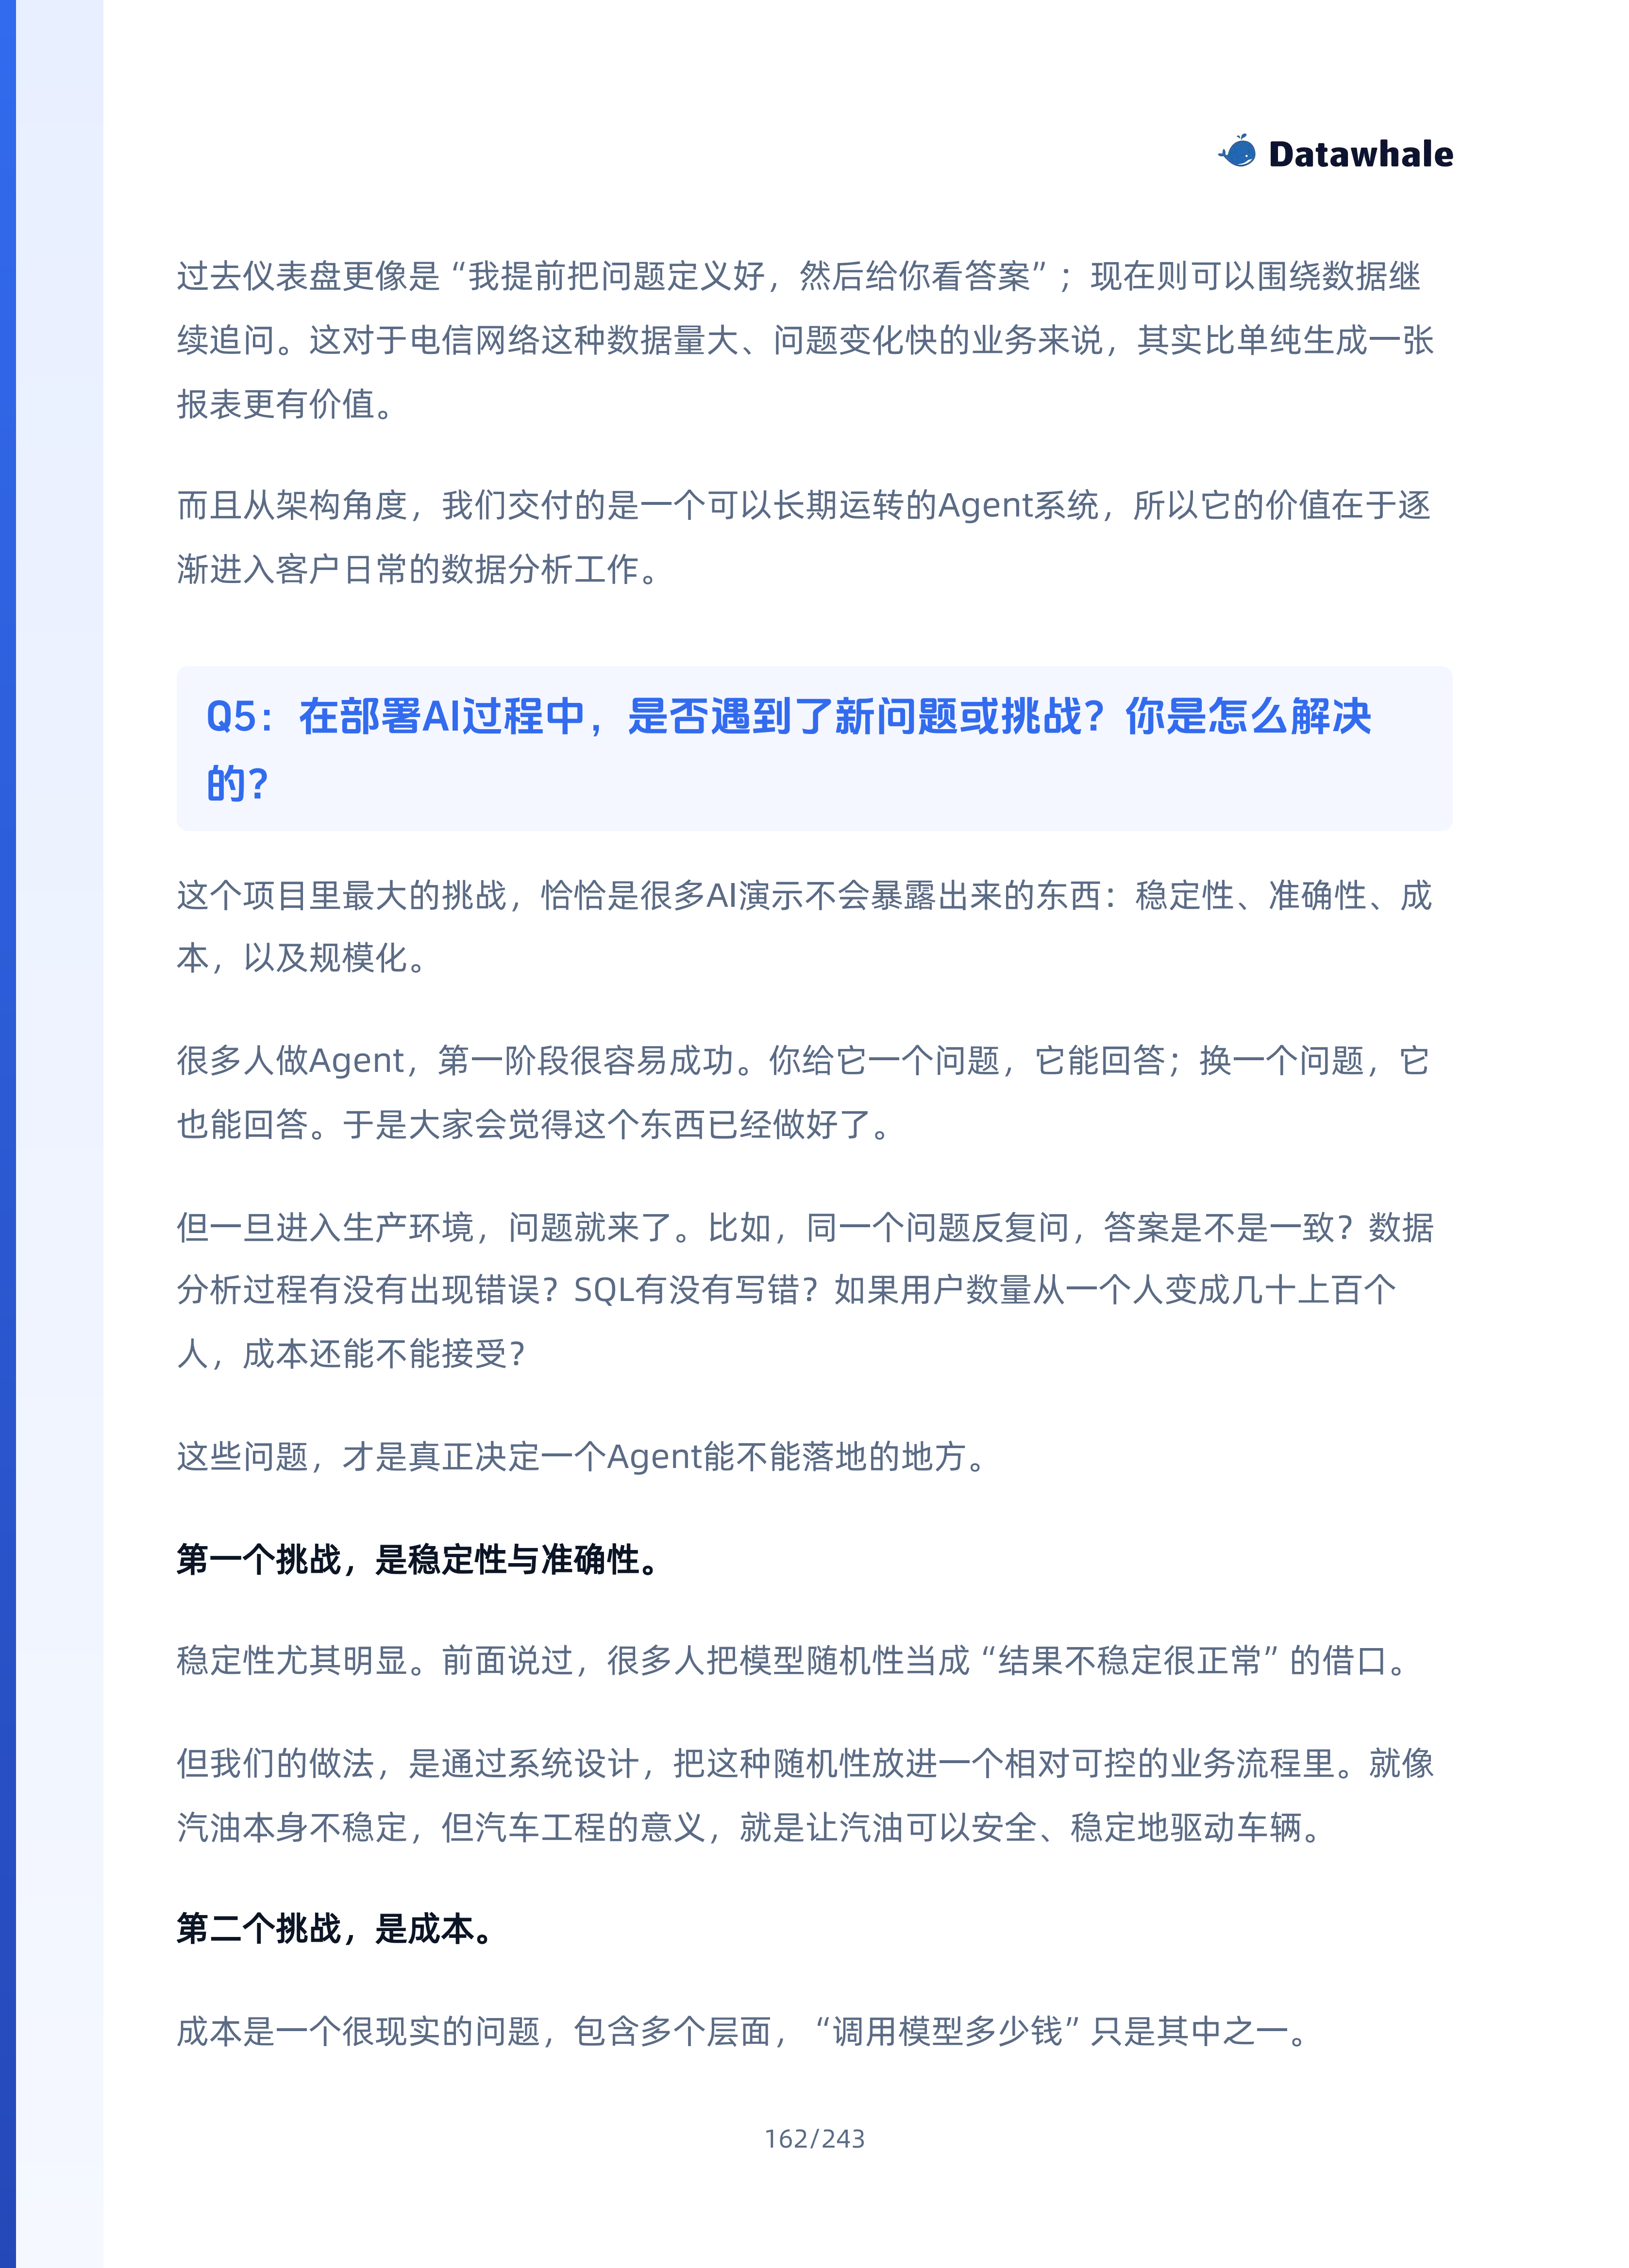 Datawhale
过去仪表盘更像是“我提前把问题定义好，然后给你看答案”；现在则可以围绕数据继
续追问。这对于电信网络这种数据量大、问题变化快的业务来说，其实比单纯生成一张
报表更有价值。
而且从架构角度，我们交付的是一个可以长期运转的Agent系统，所以它的价值在于逐
渐进入客户日常的数据分析工作。
Q5：在部署AI过程中，是否遇到了新问题或挑战？你是怎么解决
的？
这个项目里最大的挑战，恰恰是很多AI演示不会暴露出来的东西：稳定性、准确性、成
本，以及规模化。
很多人做Agent，第一阶段很容易成功。你给它一个问题，它能回答；换一个问题，它
也能回答。于是大家会觉得这个东西已经做好了。
但一旦进入生产环境，问题就来了。比如，同一个问题反复问，答案是不是一致？数据
分析过程有没有出现错误？SQL有没有写错？如果用户数量从一个人变成几十上百个
人，成本还能不能接受？
这些问题，才是真正决定一个Agent能不能落地的地方。
第一个挑战，是稳定性与准确性。
稳定性尤其明显。前面说过，很多人把模型随机性当成“结果不稳定很正常”的借口。
但我们的做法，是通过系统设计，把这种随机性放进一个相对可控的业务流程里。就像
汽油本身不稳定，但汽车工程的意义，就是让汽油可以安全、稳定地驱动车辆。
第二个挑战，是成本。
成本是一个很现实的问题，包含多个层面，“调用模型多少钱”只是其中之一。
162/243